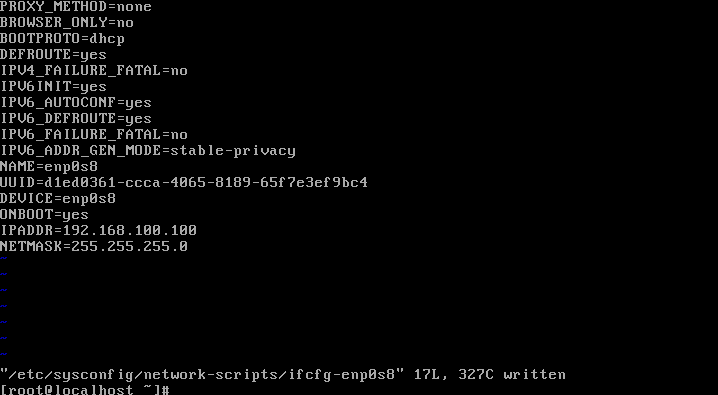 PROXY_METHOD=none
BROWSER_ONLY=no
BOOTPROTO=dhcp
DEFROUTE=yes
IPV4_FAILURE_FATAL=no
IPV6INIT=yes
IPV6_AUTOCONF=yes
IPV6_DEFROUTE=yes
IPV6_FAILURE_FATAL=no
IPV6_ADDR_GEN_MODE=stable-privacy
NAME=enp0s8
UUID=d1ed0361-ccca-4065-8189-65f7e3ef9bc4
DEVICE=enp0s8
ONBOOT=yes
IPADDR=192.168.100.100
NETMASK=255.255.255.0
~
~
~
~
~
~
~
"/etc/sysconfig/network-scripts/ifcfg-enp0s8" 17L, 327C written
[root@localhost ~]#